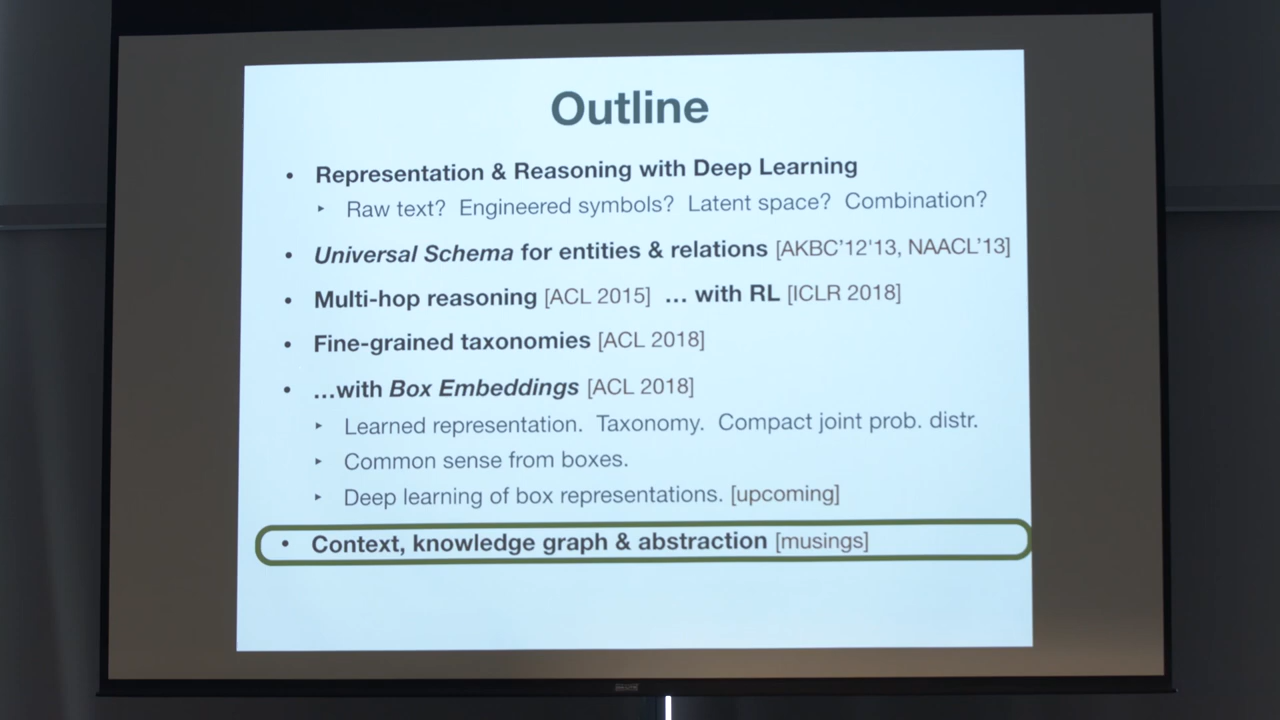 Outline
• Representation & Reasoning with Deep Learning
‣ Raw text? Engineered symbols? Latent space? Combination?
• Universal Schema for entities & relations [AKBC’12'13, NAACL’13]
• Multi-hop reasoning [ACL 2015] … with RL [ICLR 2018]
• Fine-grained taxonomies [ACL 2018]
• …with Box Embeddings [ACL 2018]
‣ Learned representation. Taxonomy. Compact joint prob. distr.
‣ Common sense from boxes.
‣ Deep learning of box representations. [upcoming]
• Context, knowledge graph & abstraction [musings]